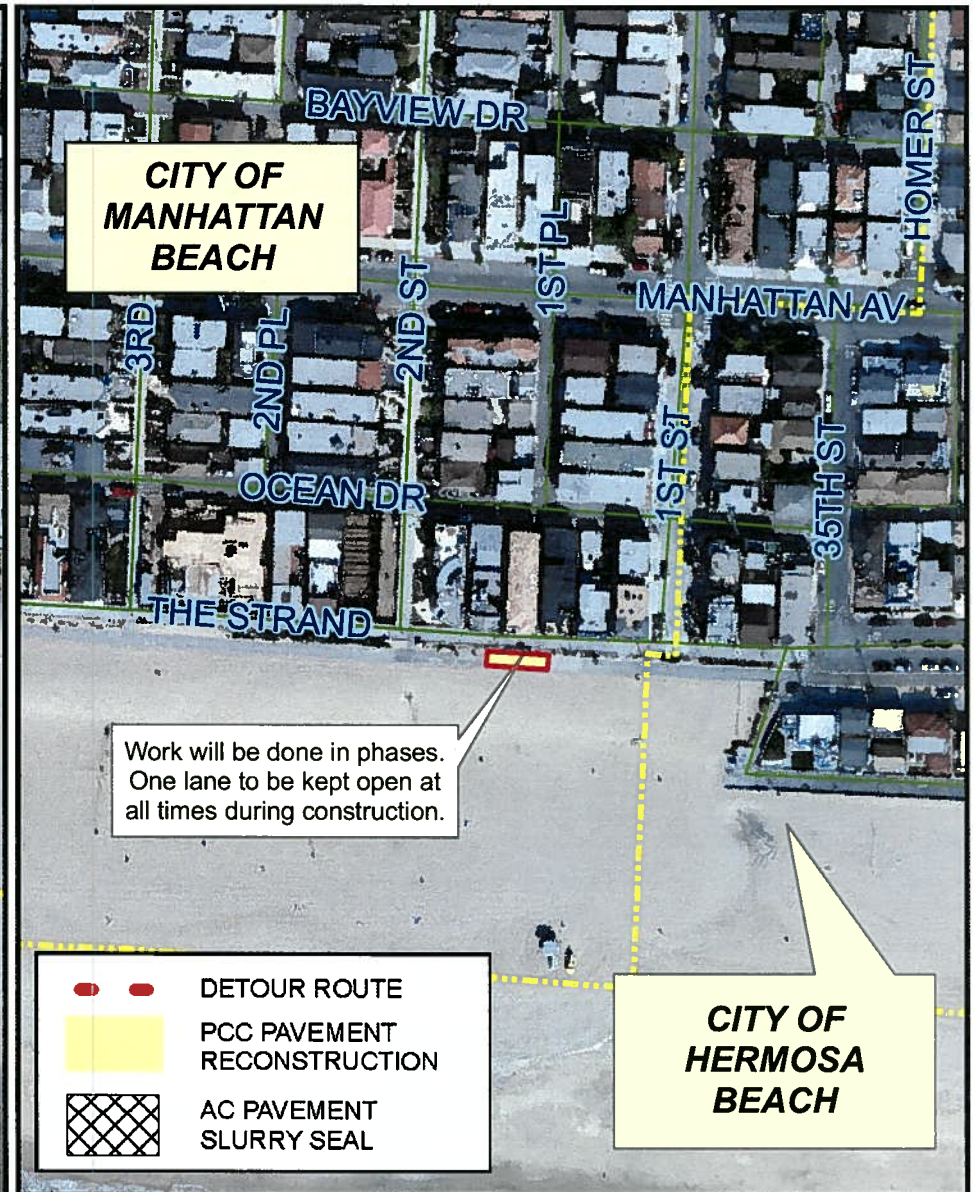 BAYVIEW DR
HOMER ST
CITY OF
MANHATTAN
BEACH
3RD
2ND PL
2ND ST
1ST PL
MANHATTAN AV
1ST ST
35TH ST
OCEAN DR
THE STRAND
Work will be done in phases.
One lane to be kept open at
all times during construction.
DETOUR ROUTE
PCC PAVEMENT
RECONSTRUCTION
AC PAVEMENT
SLURRY SEAL
CITY OF
HERMOSA
BEACH